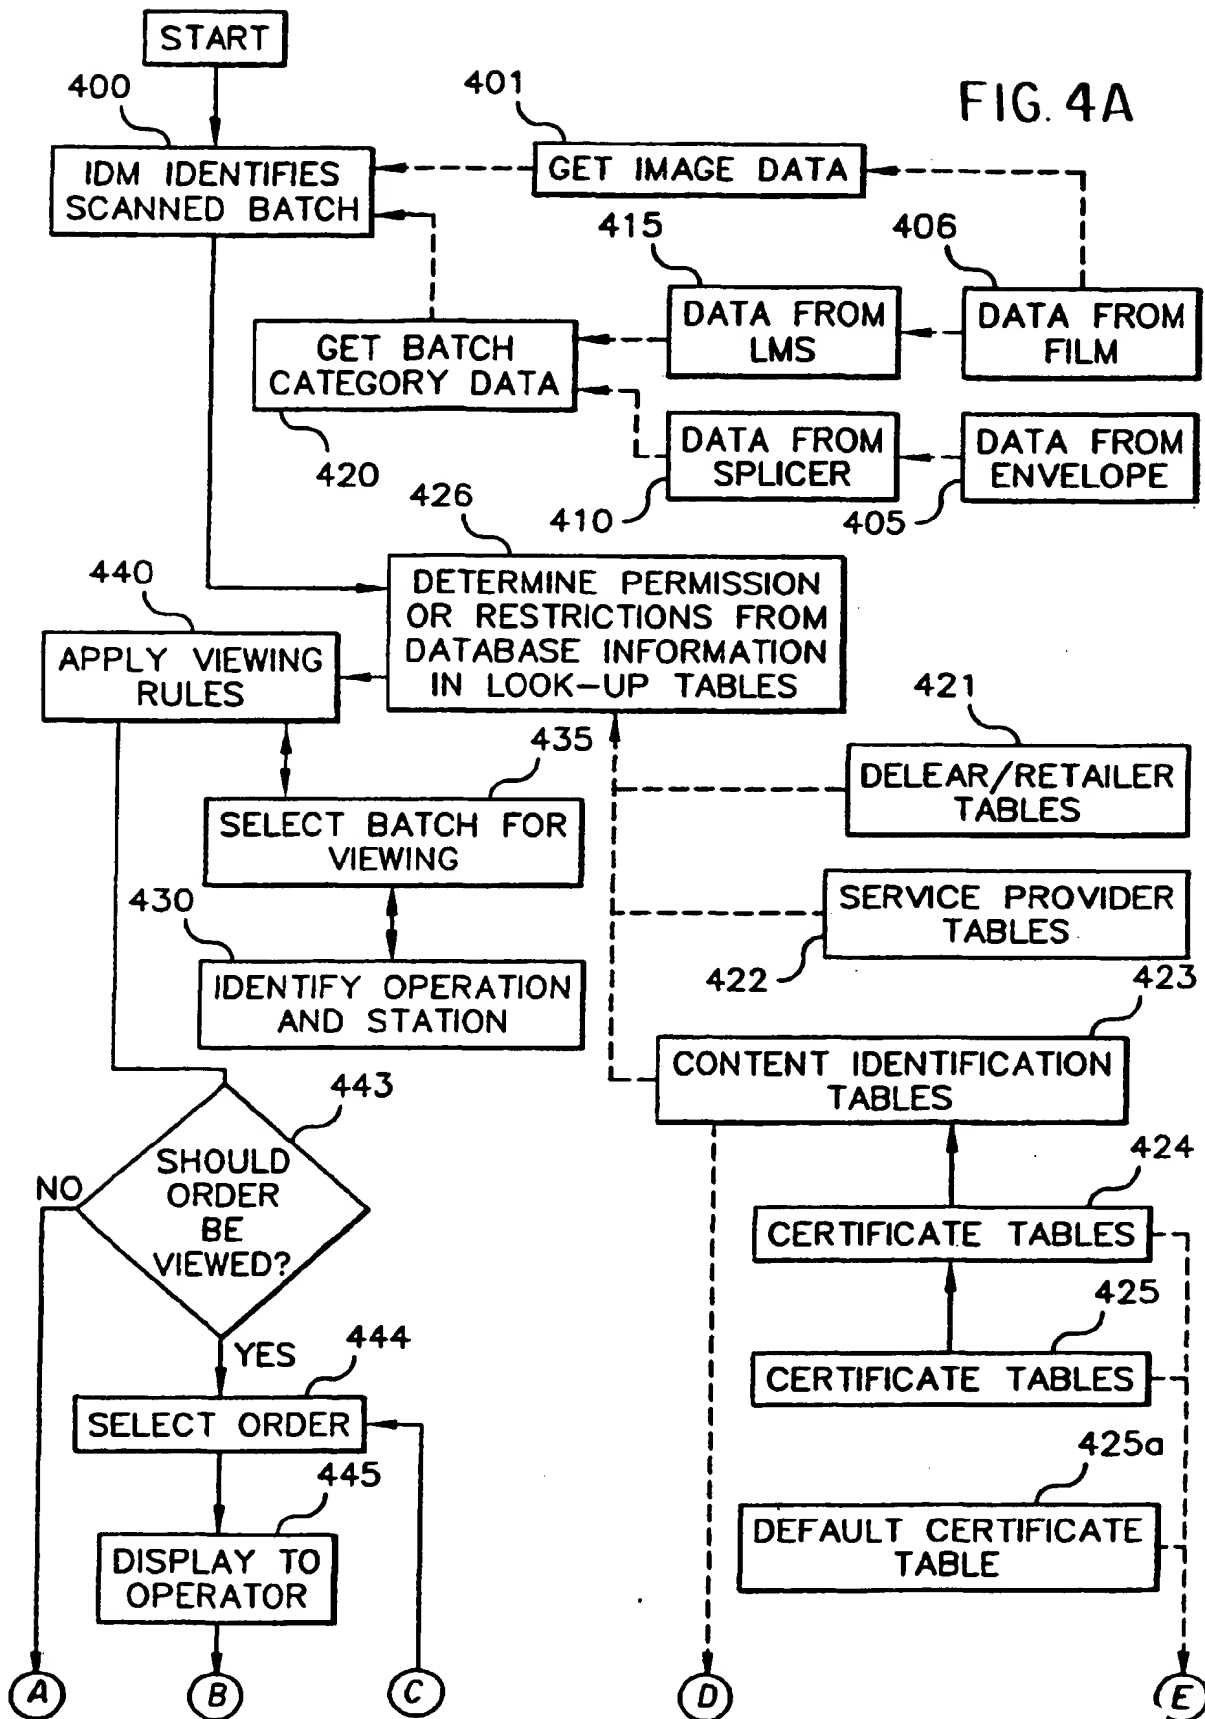 START
FIG. 4A
400
401
IDM IDENTIFIES
SCANNED BATCH
GET IMAGE DATA
415
406
DATA FROM
LMS
DATA FROM
FILM
GET BATCH
CATEGORY DATA
420
DATA FROM
SPLICER
410
DATA FROM
ENVELOPE
405
426
DETERMINE PERMISSION
OR RESTRICTIONS FROM
DATABASE INFORMATION
IN LOOK-UP TABLES
440
APPLY VIEWING
RULES
421
DELEAR/RETAILER
TABLES
435
SELECT BATCH FOR
VIEWING
SERVICE PROVIDER
TABLES
422
430
IDENTIFY OPERATION
AND STATION
423
CONTENT IDENTIFICATION
TABLES
443
SHOULD
ORDER
BE
VIEWED?
NO
YES
424
CERTIFICATE TABLES
425
CERTIFICATE TABLES
444
SELECT ORDER
425a
DEFAULT CERTIFICATE
TABLE
445
DISPLAY TO
OPERATOR
A
B
C
D
E